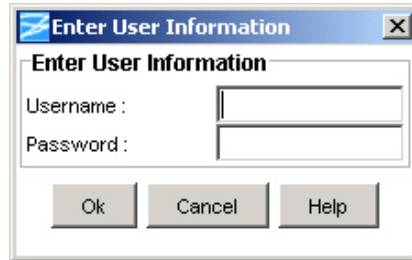 Enter User Information
Enter User Information
Username :
Password :
Ok Cancel Help